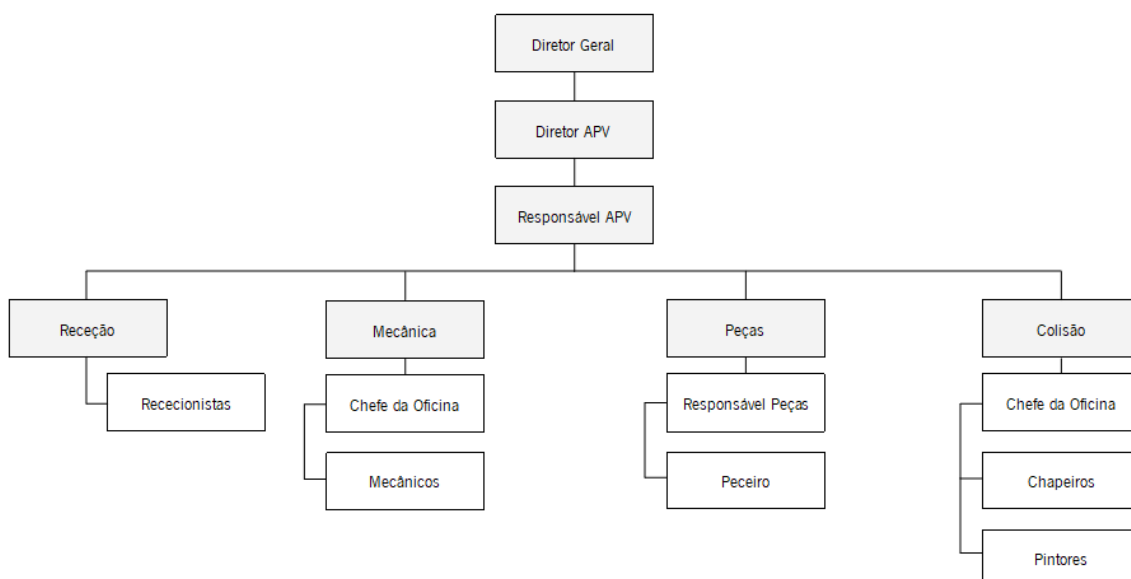 Diretor Geral
Diretor APV
Responsável APV
Receção
Mecânica
Peças
Colisão
Rececionistas
Chefe da Oficina
Responsável Peças
Chefe da Oficina
Mecânicos
Peceiro
Chapeiros
Pintores